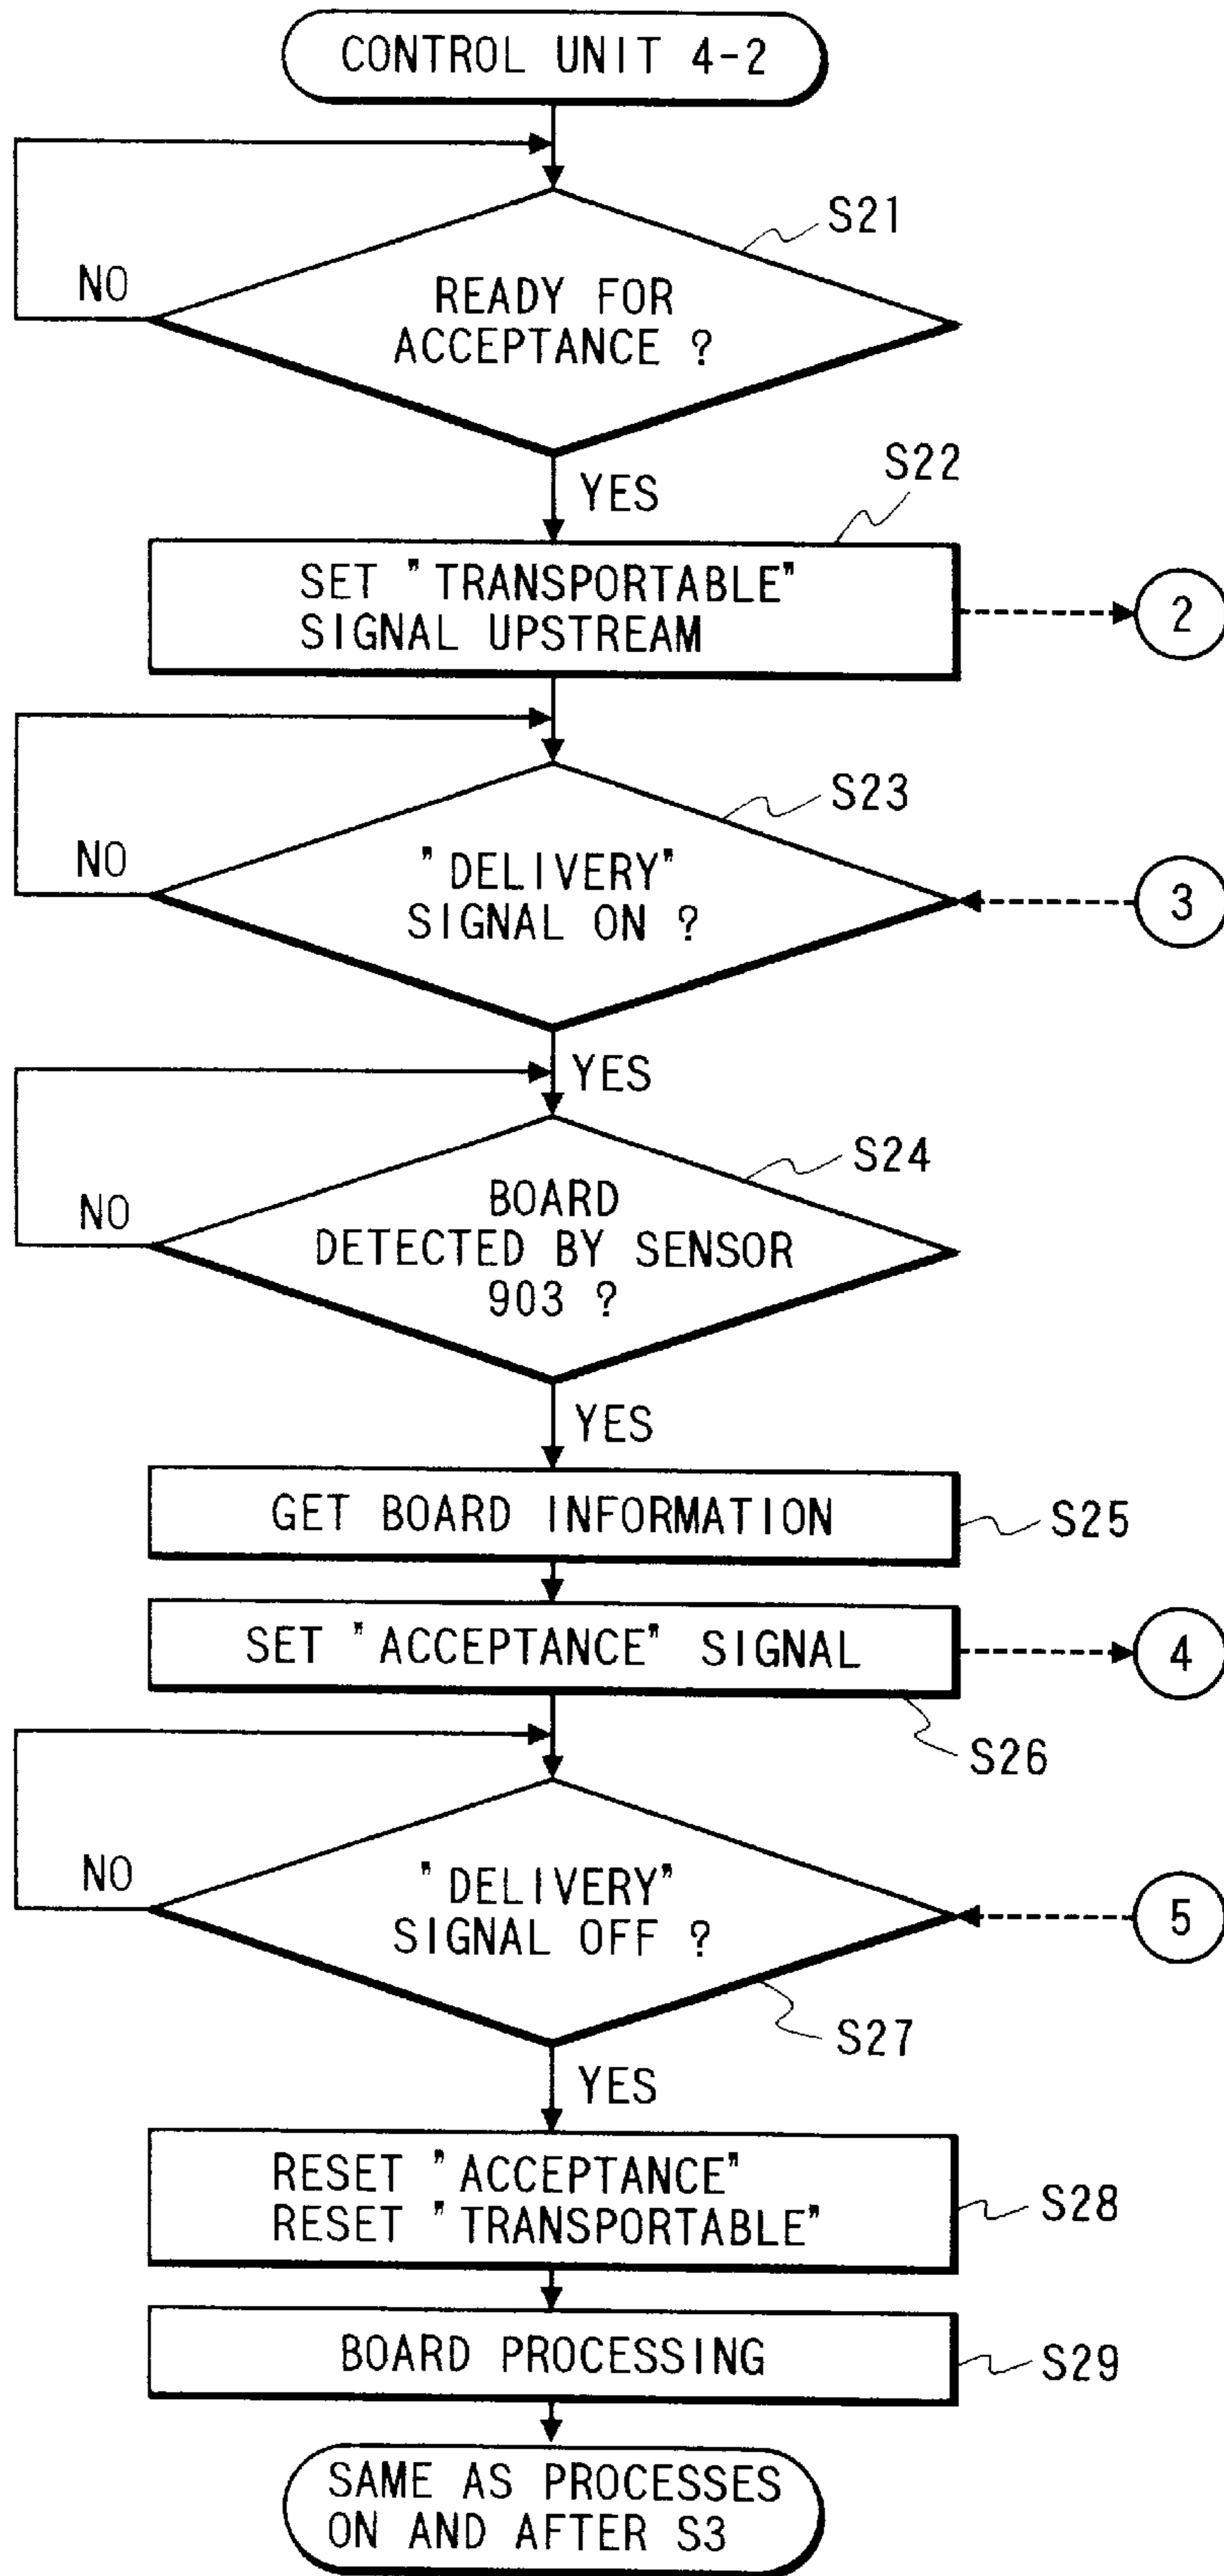 CONTROL UNIT 4-2
S21
NO
READY FOR
ACCEPTANCE ?
YES
S22
SET "TRANSPORTABLE"
SIGNAL UPSTREAM
2
S23
NO
"DELIVERY"
SIGNAL ON ?
3
YES
S24
NO
BOARD
DETECTED BY SENSOR
903 ?
YES
GET BOARD INFORMATION
S25
SET "ACCEPTANCE" SIGNAL
4
S26
NO
"DELIVERY"
SIGNAL OFF ?
5
S27
YES
RESET "ACCEPTANCE"
RESET "TRANSPORTABLE"
S28
BOARD PROCESSING
S29
SAME AS PROCESSES
ON AND AFTER S3